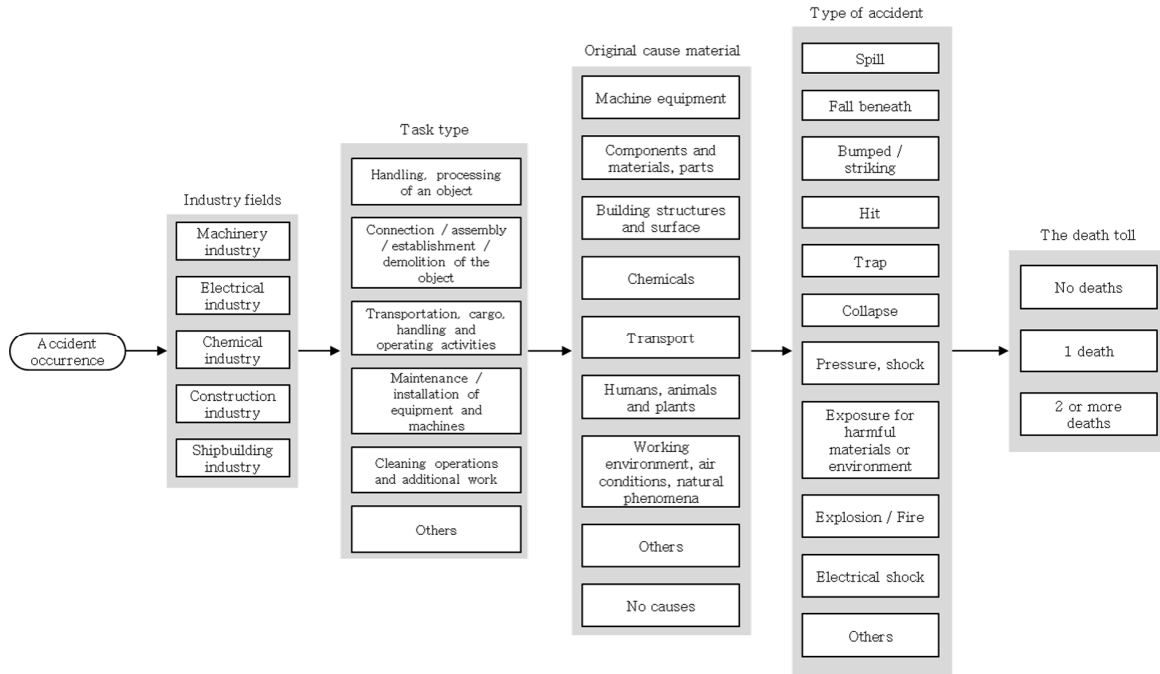 Accident
occurrence
Industry fields
Machinery
industry
Electrical
industry
Chemical
industry
Construction
industry
Shipbuilding
industry
Task type
Handling, processing
of an object
Connection / assembly
/ establishment /
demolition of the
object
Transportation, cargo,
handling and
operating activities
Maintenance /
installation of
equipment and
machines
Cleaning operations
and additional work
Others
Original cause material
Machine equipment
Components and
materials, parts
Building structures
and surface
Chemicals
Transport
Humans, animals
and plants
Working
environment, air
conditions, natural
phenomena
Others
No causes
Type of accident
Spill
Fall beneath
Bumped /
striking
Hit
Trap
Collapse
Pressure, shock
Exposure for
harmful
materials or
environment
Explosion / Fire
Electrical shock
Others
The death toll
No deaths
1 death
2 or more
deaths